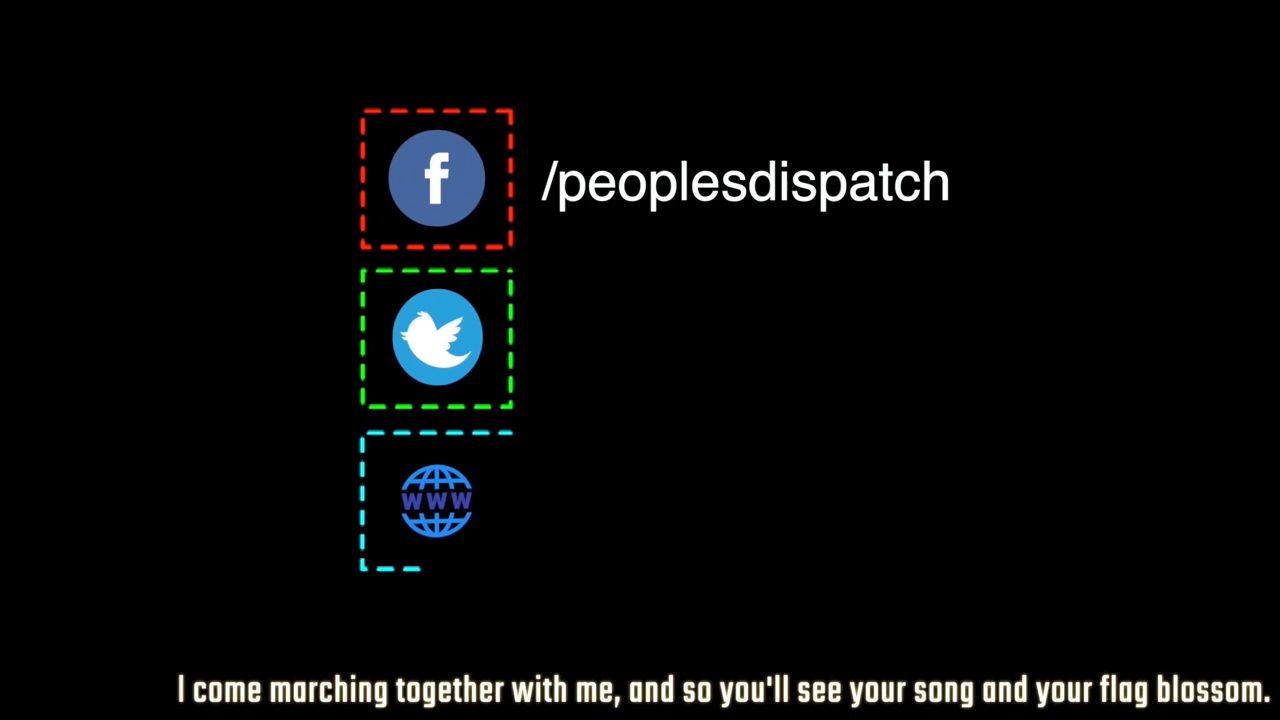 f
/peoplesdispatch
WWW
I come marching together with me, and so you'll see your song and your flag blossom.